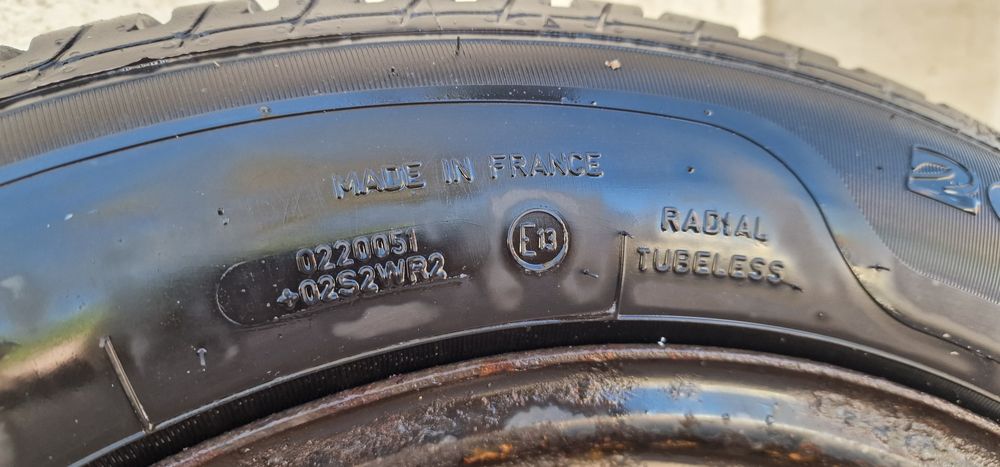 MADE IN FRANCE
0220051
+02S2WR2
E13
RADIAL
TUBELESS